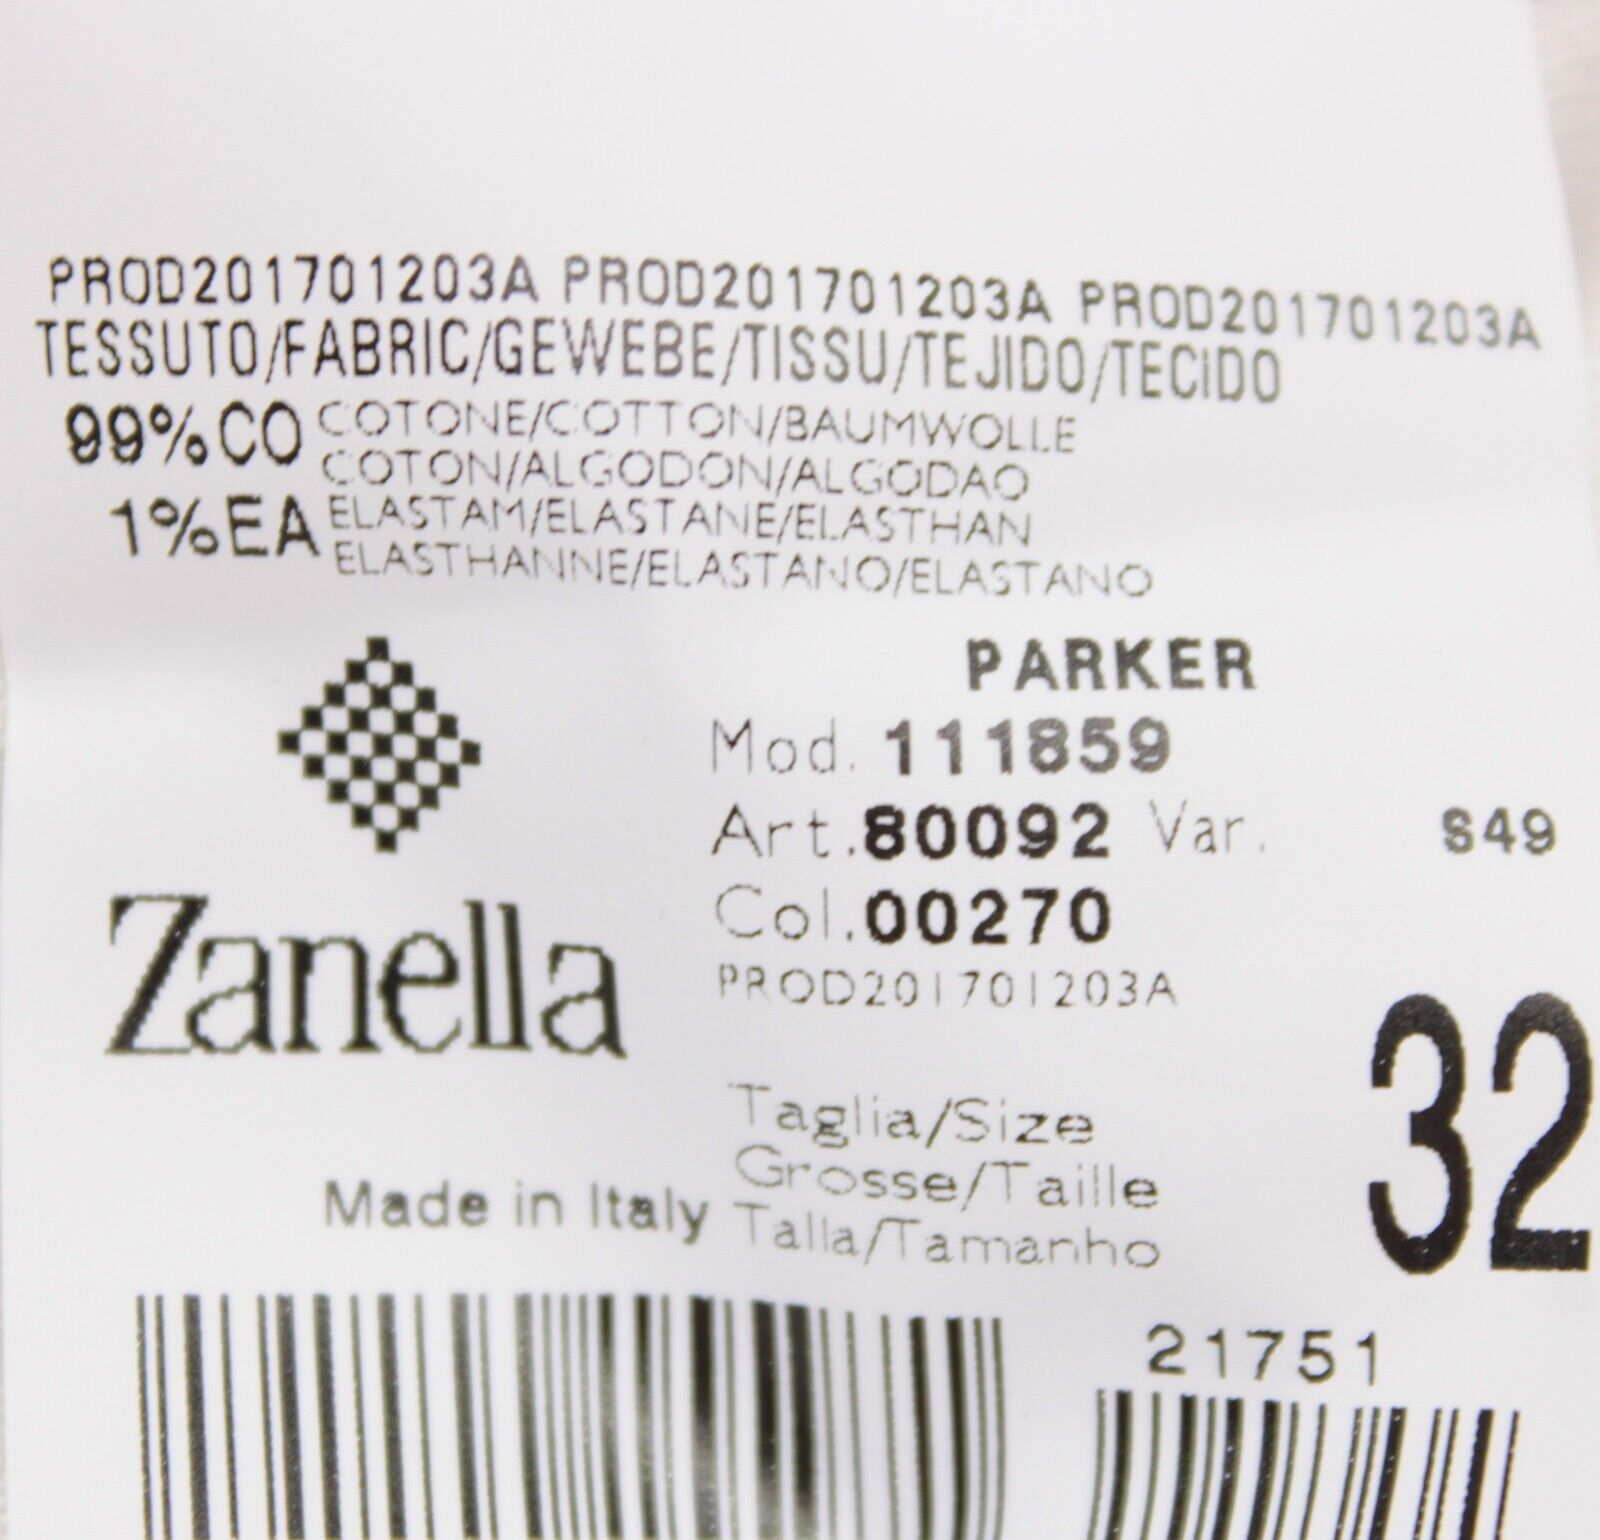 PROD201701203A PROD201701203A PROD201701203A
TESSUTO/FABRIC/GEWEBE/TISSU/TEJIDO/TECIDO
99%CO COTONE/COTTON/BAUMWOLLE
COTON/ALGODON/ALGODAO
1%EA ELASTAM/ELASTANE/ELASTHAN
ELASTHANNE/ELASTANO/ELASTANO
PARKER
Mod. 111859
Art.80092 Var. S49
Col.00270
PROD201701203A
Zanella
32
Taglia/Size
Grosse/Taille
Talla/Tamanho
Made in Italy
21751